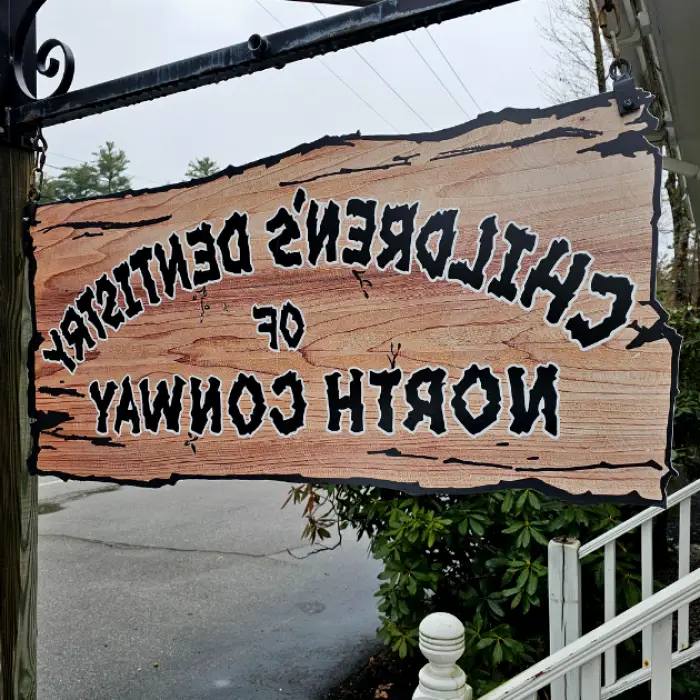 CHILDREN'S DENTISTRY
OF
NORTH CONWAY